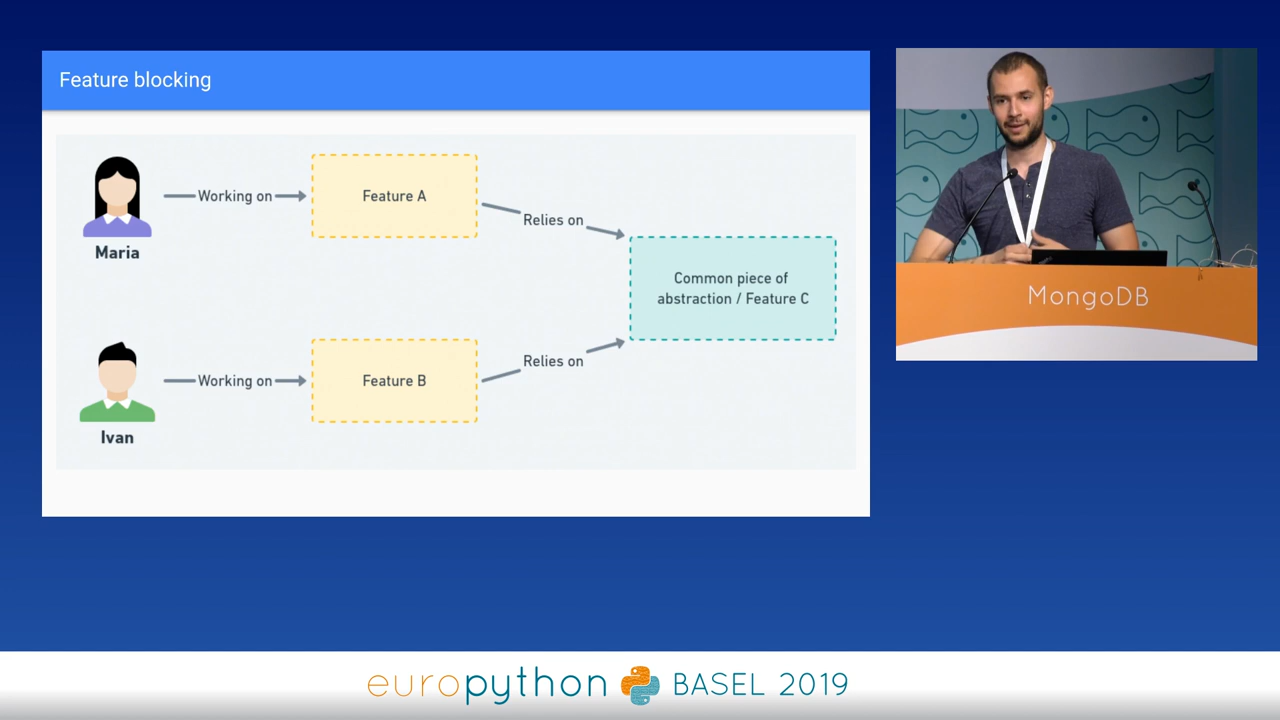 Feature blocking
Working on
Feature A
Relies on
Maria
Common piece of
abstraction / Feature C
Working on
Feature B
Relies on
Ivan
MongoDB
europython BASEL 2019